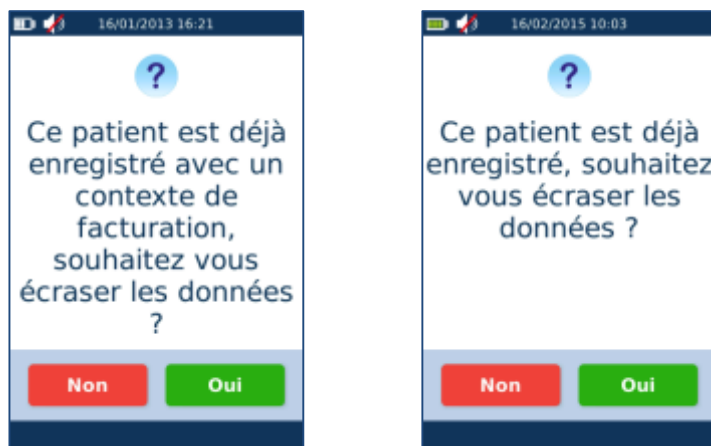 16/01/2013 16:21
?
Ce patient est déjà
enregistré avec un
contexte de
facturation,
souhaitez vous
écraser les données
?
Non
Oui
16/02/2015 10:03
?
Ce patient est déjà
enregistré, souhaitez
vous écraser les
données ?
Non
Oui